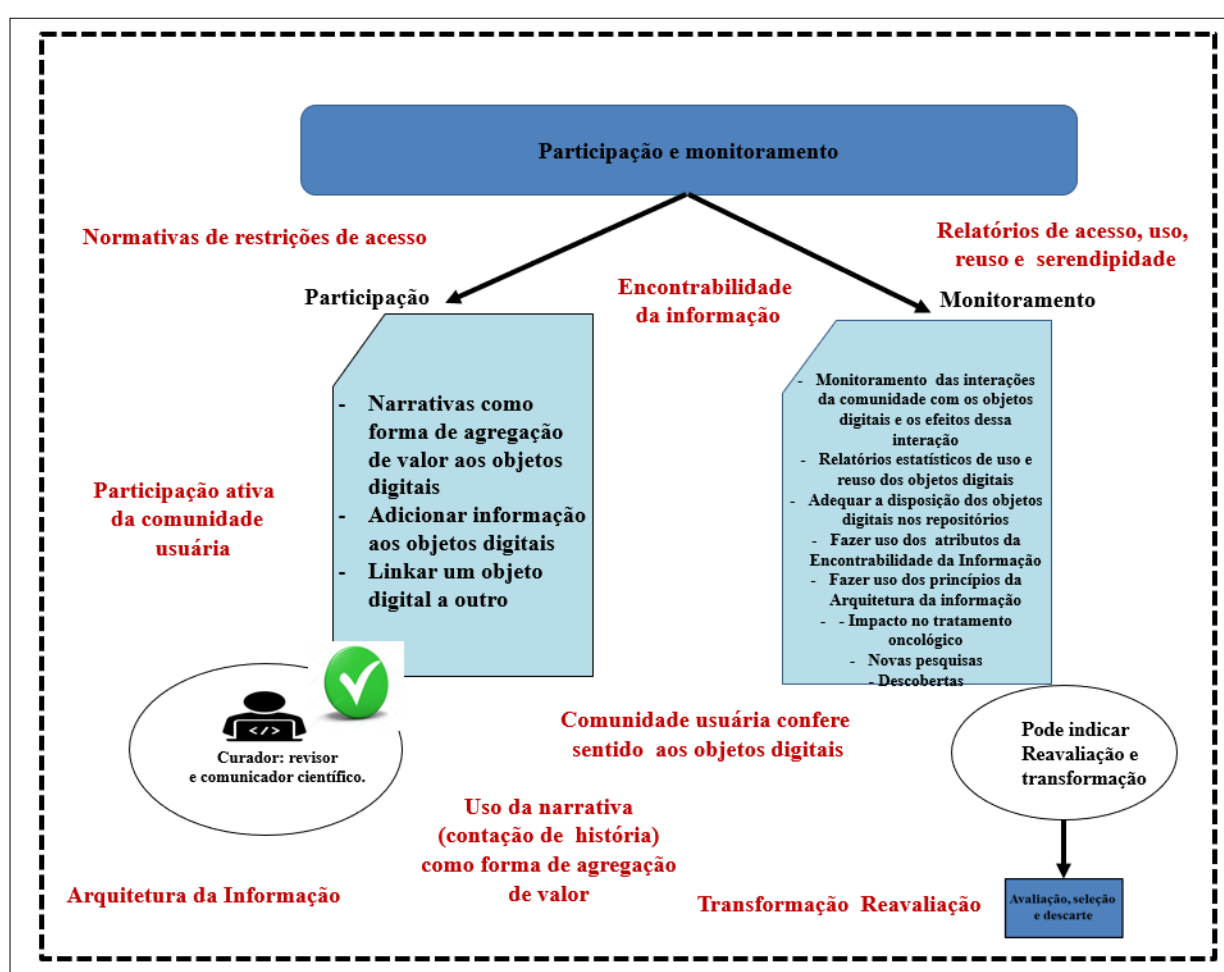 Participação e monitoramento
Normativas de restrições de acesso
Relatórios de acesso, uso,
reuso e serendipidade
Encontrabilidade
da informação
Participação
Monitoramento
- Narrativas como
forma de agregação
de valor aos objetos
digitais
- Adicionar informação
aos objetos digitais
- Linkar um objeto
digital a outro
- Monitoramento das interações
da comunidade com os objetos
digitais e os efeitos dessa
interação
- Relatórios estatísticos de uso e
reuso dos objetos digitais
- Adequar a disposição dos objetos
digitais nos repositórios
- Fazer uso dos atributos da
Encontrabilidade da Informação
- Fazer uso dos princípios da
Arquitetura da informação
- - Impacto no tratamento
oncológico
- Novas pesquisas
- Descobertas
Participação ativa
da comunidade
usuária
</>
Curador: revisor
e comunicador científico.
Comunidade usuária confere
sentido aos objetos digitais
Pode indicar
Reavaliação e
transformação
Uso da narrativa
(contação de história)
como forma de agregação
de valor
Arquitetura da Informação
Transformação Reavaliação
Avaliação, seleção
e descarte